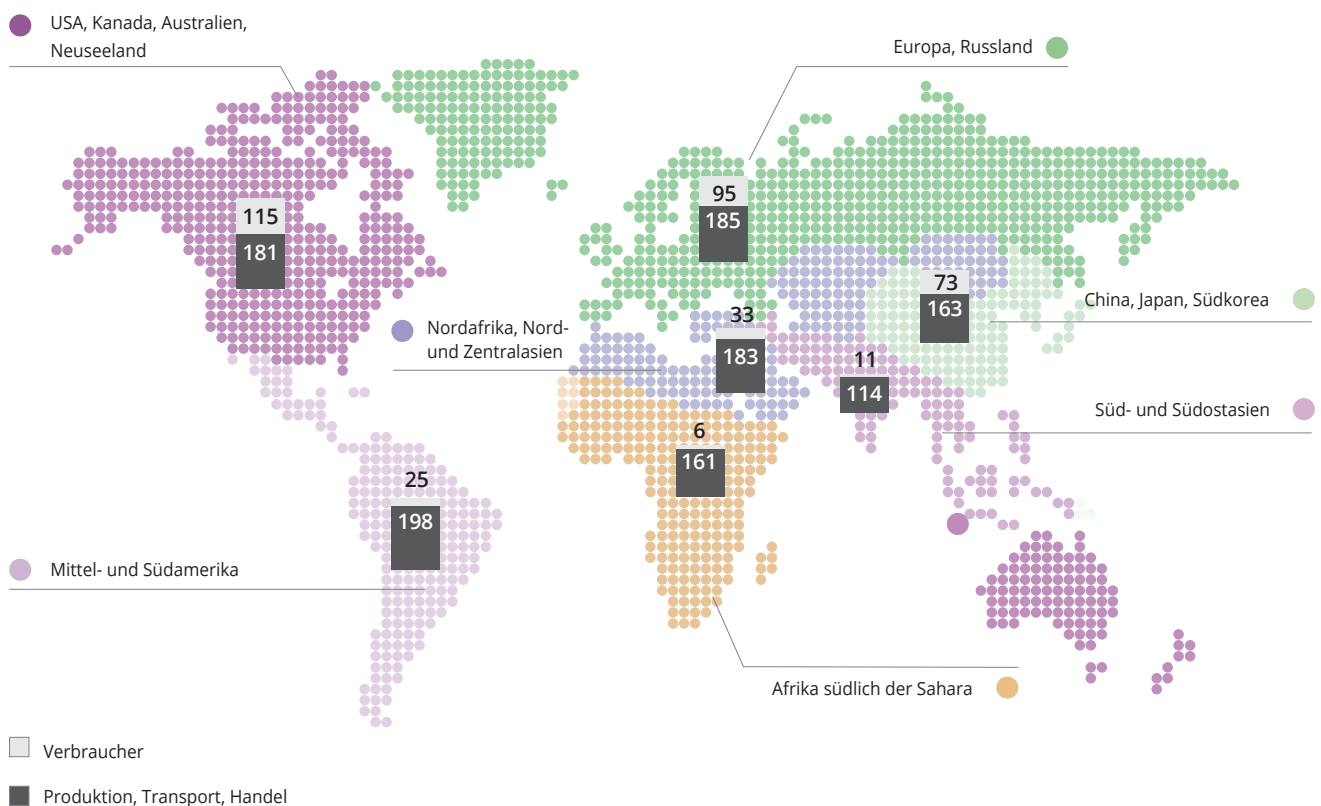 USA, Kanada, Australien,
Neuseeland
Europa, Russland
115
181
95
185
73
163
China, Japan, Südkorea
Nordafrika, Nord-
und Zentralasien
33
183
11
114
Süd- und Südostasien
6
161
25
198
Mittel- und Südamerika
Afrika südlich der Sahara
Verbraucher
Produktion, Transport, Handel